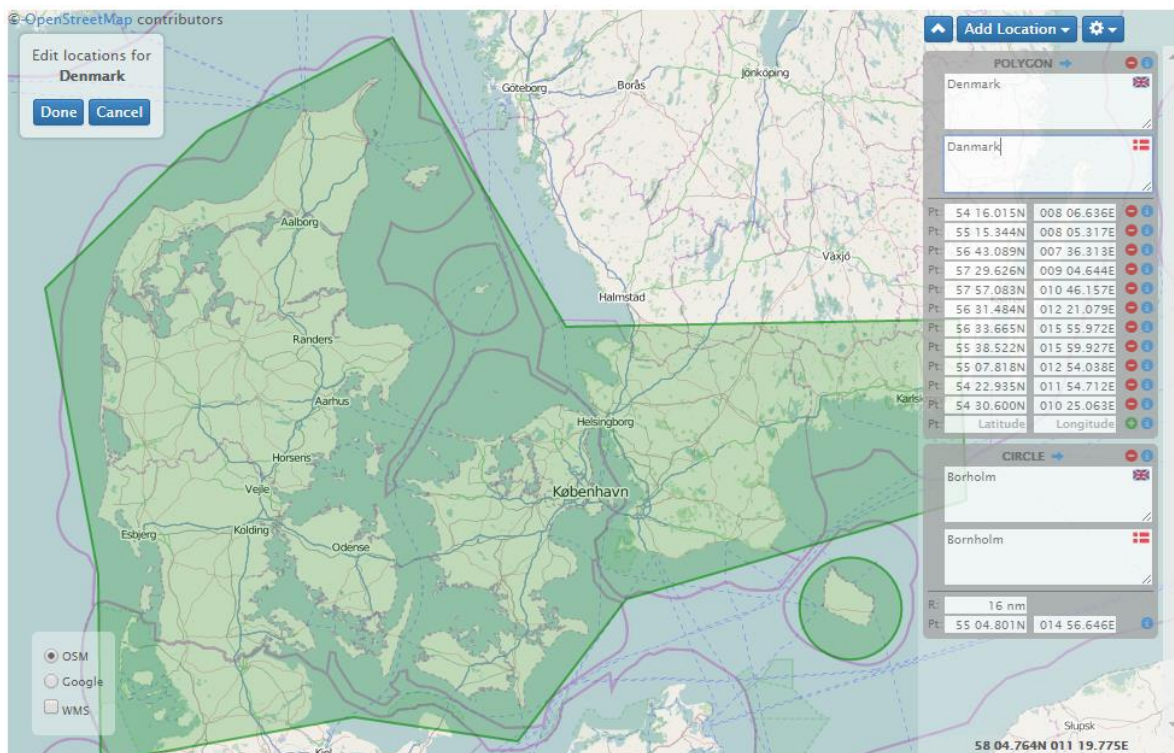 © OpenStreetMap contributors
Edit locations for
Denmark
Done Cancel
Göteborg
Borås
Jönköping
Aalborg
Växjö
Halmstad
Randers
Aarhus
Helsingborg
Horsens
Vejle
København
Esbjerg
Kolding
Odense
Słupsk
OSM
Google
WMS
Add Location
POLYGON
Denmark
Danmark
Pt: 54 16.015N 008 06.636E
Pt: 55 15.344N 008 05.317E
Pt: 56 43.089N 007 36.313E
Pt: 57 29.626N 009 04.644E
Pt: 57 57.083N 010 46.157E
Pt: 56 31.484N 012 21.079E
Pt: 56 33.665N 015 55.972E
Pt: 55 38.522N 015 59.927E
Pt: 55 07.818N 012 54.038E
Pt: 54 22.935N 011 54.712E
Pt: 54 30.600N 010 25.063E
Pt: Latitude Longitude
CIRCLE
Borholm
Bornholm
R: 16 nm
Pt: 55 04.801N 014 56.646E
58 04.764N 011 19.775E